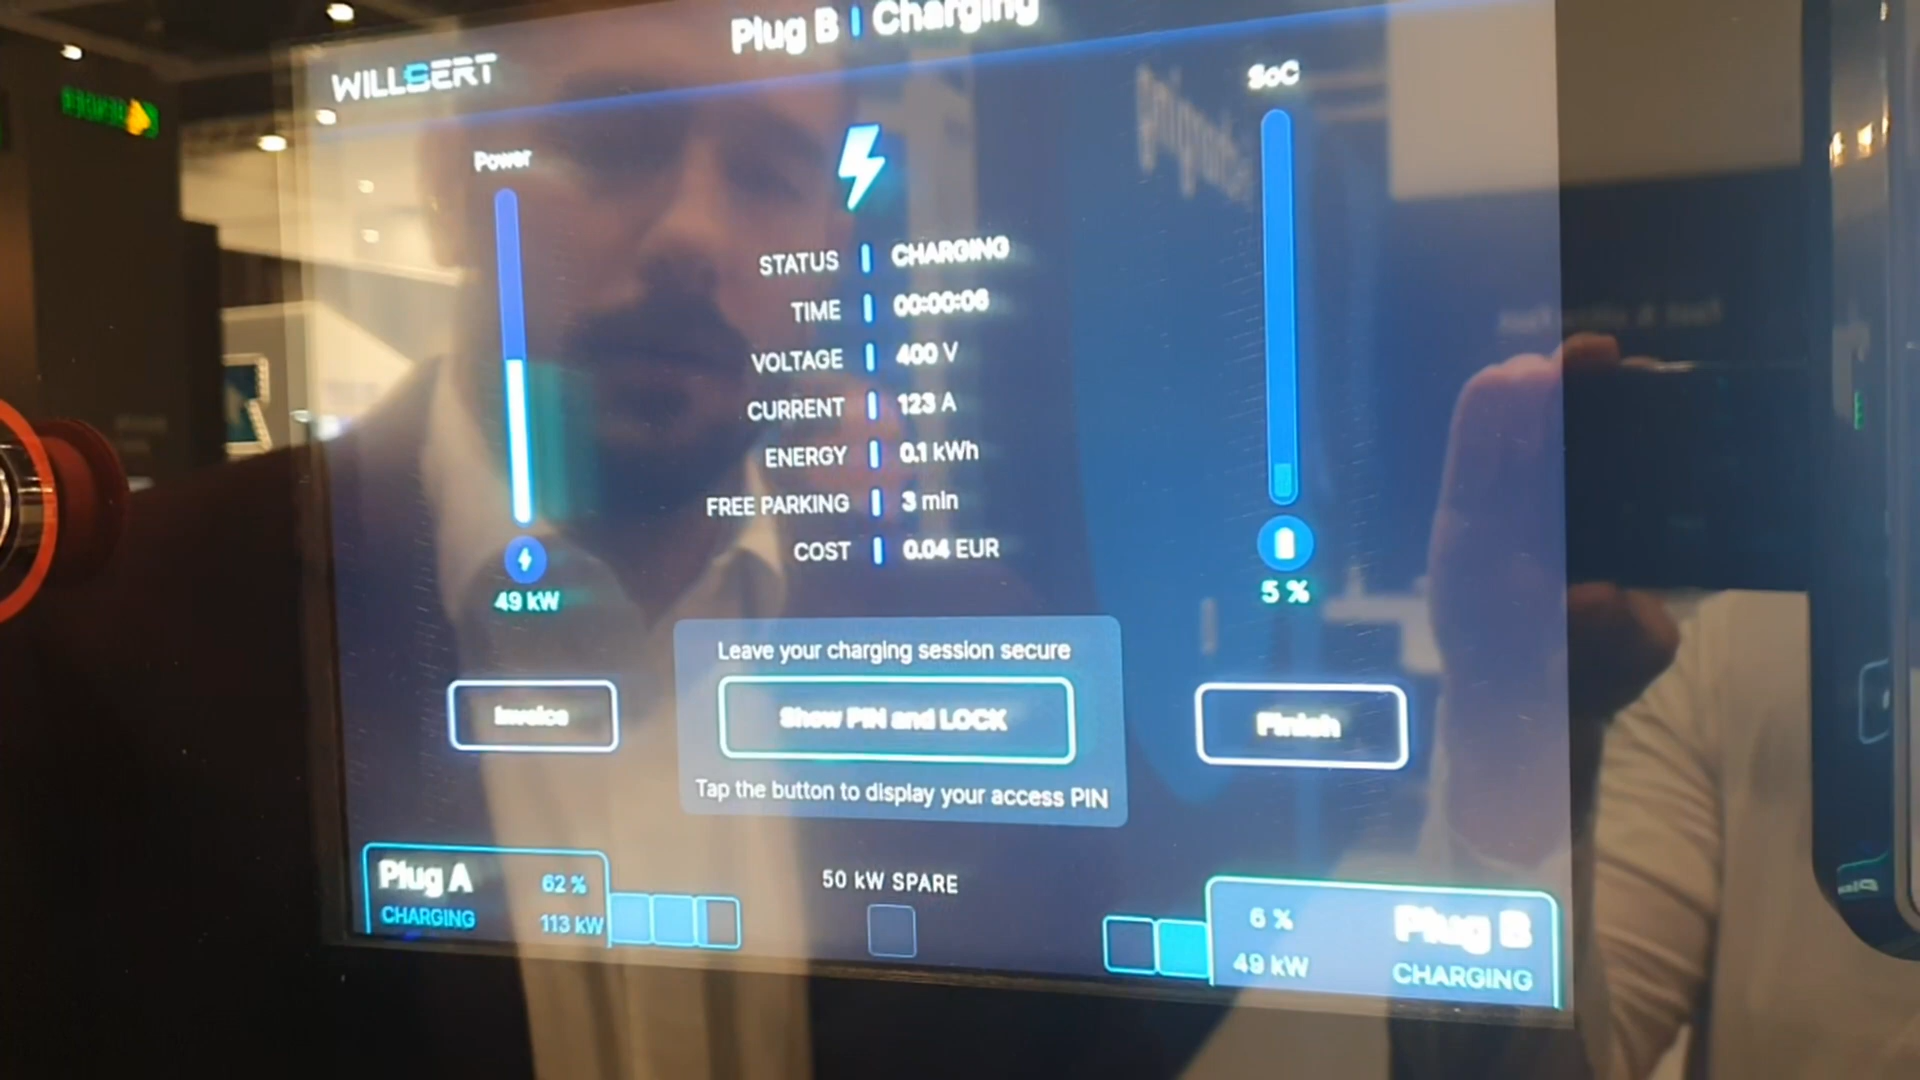 Plug B | Charging
WILLBERT
SoC
Power
STATUS | CHARGING
TIME | 00:00:06
VOLTAGE | 400 V
CURRENT | 123 A
ENERGY | 0.1 kWh
FREE PARKING | 3 min
COST | 0.04 EUR
49 kW
5 %
Leave your charging session secure
Invoice
Show PIN and LOCK
Finish
Tap the button to display your access PIN
Plug A
62 %
CHARGING
113 kW
50 kW SPARE
6 %
Plug B
49 kW
CHARGING